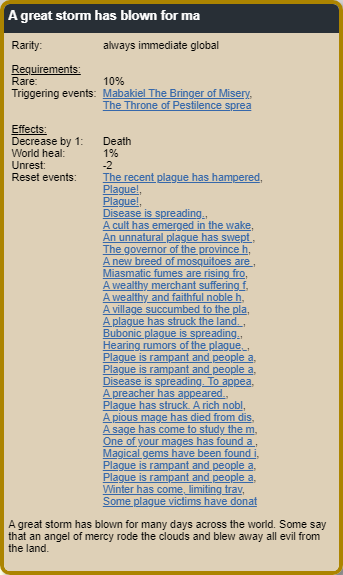 A great storm has blown for ma
Rarity: always immediate global
Requirements:
Rare: 10%
Triggering events: Mabakiel The Bringer of Misery,
The Throne of Pestilence sprea
Effects:
Decrease by 1: Death
World heal: 1%
Unrest: -2
Reset events: The recent plague has hampered,
Plague!,
Plague!,
Disease is spreading.,
A cult has emerged in the wake,
An unnatural plague has swept ,
The governor of the province h,
A new breed of mosquitoes are ,
Miasmatic fumes are rising fro,
A wealthy merchant suffering f,
A wealthy and faithful noble h,
A village succumbed to the pla,
A plague has struck the land. ,
Bubonic plague is spreading.,
Hearing rumors of the plague, ,
Plague is rampant and people a,
Plague is rampant and people a,
Disease is spreading. To appea,
A preacher has appeared.,
Plague has struck. A rich nobl,
A pious mage has died from dis,
A sage has come to study the m,
One of your mages has found a ,
Magical gems have been found i,
Plague is rampant and people a,
Plague is rampant and people a,
Winter has come, limiting trav,
Some plague victims have donat
A great storm has blown for many days across the world. Some say
that an angel of mercy rode the clouds and blew away all evil from
the land.